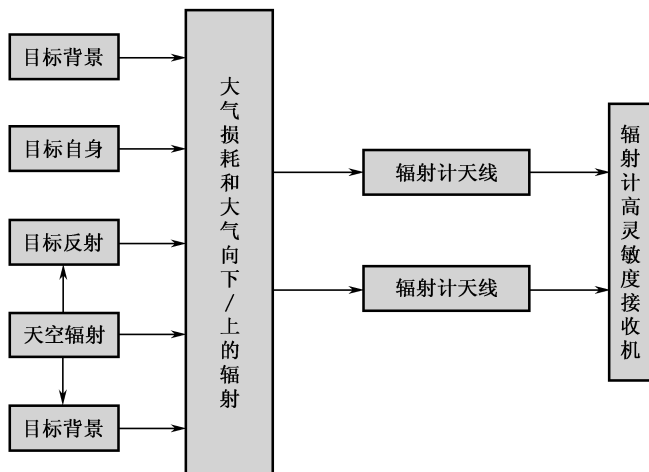 目标背景
目标自身
目标反射
天空辐射
目标背景
大气损耗和大气向下/上的辐射
辐射计天线
辐射计天线
辐射计高灵敏度接收机